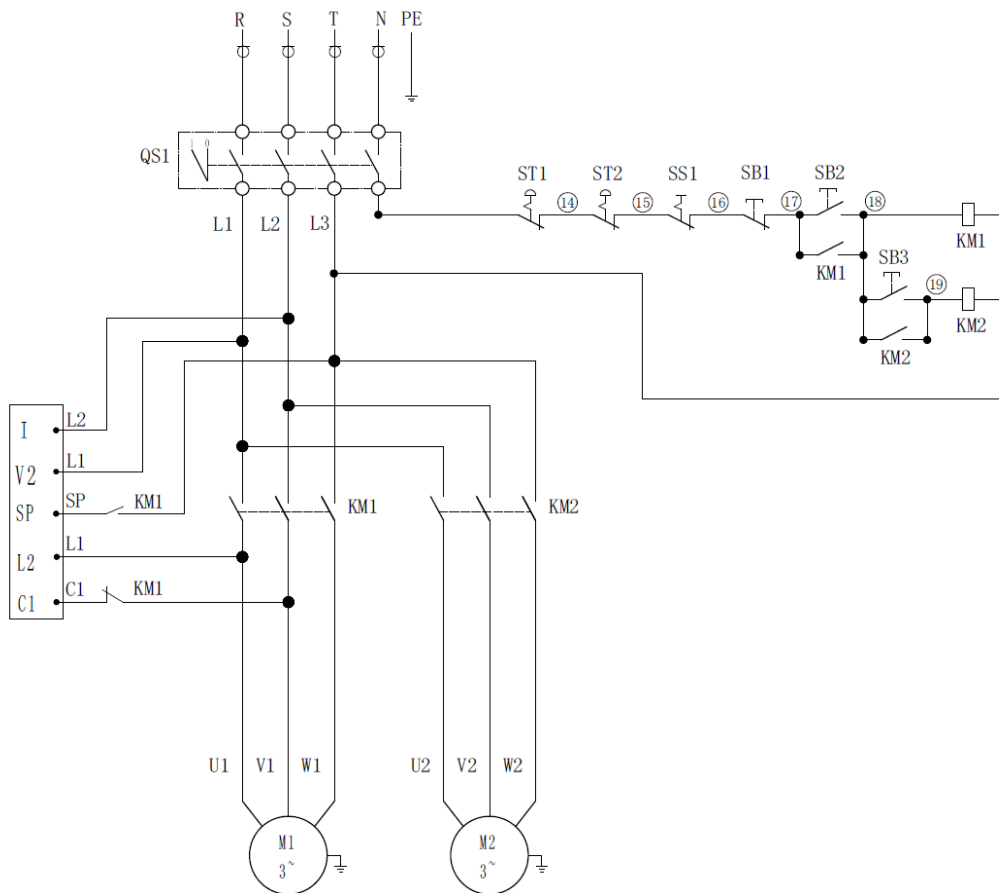 R S T N PE
1 0
QS1
ST1 ST2 SS1 SB1 SB2
⑭ ⑮ ⑯ ⑰ ⑱
L1 L2 L3
KM1 KM1
SB3
⑲
KM2
KM2
I L2
V2 L1
SP SP KM1
KM1 KM2
L2 L1
C1 C1 KM1
U1 V1 W1 U2 V2 W2
M1 M2
3~ 3~